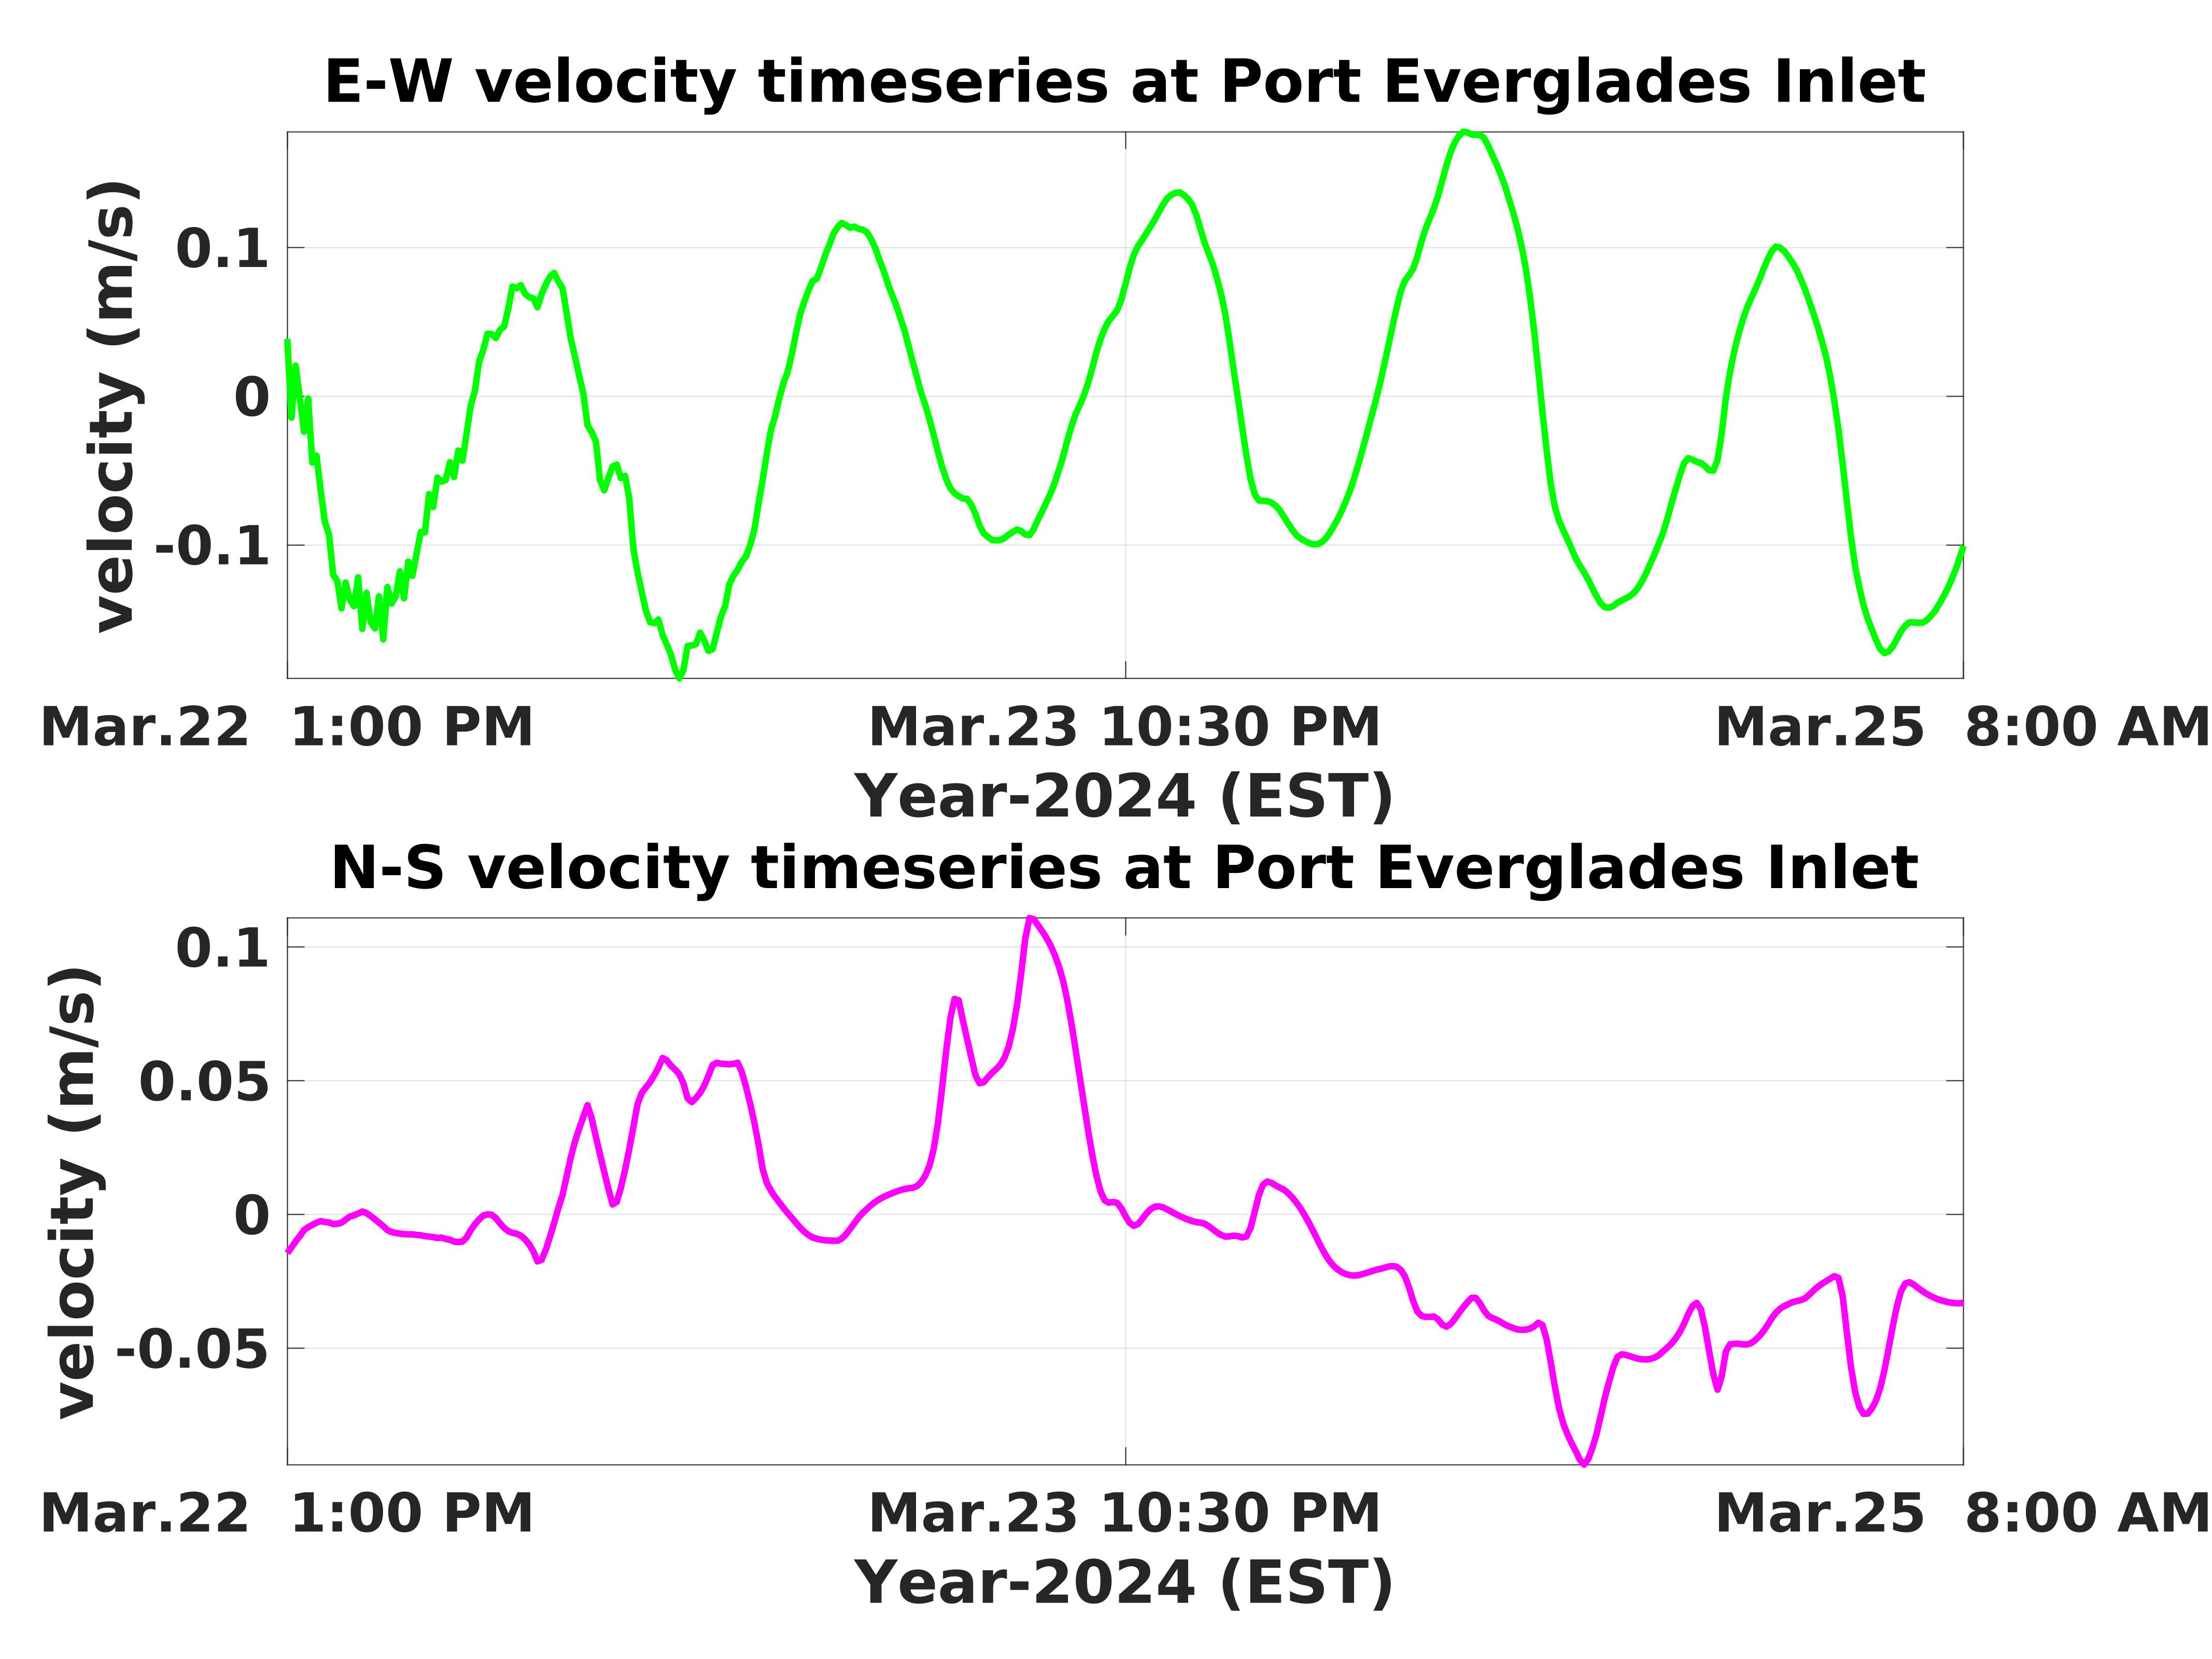 E-W velocity timeseries at Port Everglades Inlet
velocity (m/s)
0.1
0
-0.1
Mar.22 1:00 PM Mar.23 10:30 PM Mar.25 8:00 AM
Year-2024 (EST)
N-S velocity timeseries at Port Everglades Inlet
velocity (m/s)
0.1
0.05
0
-0.05
Mar.22 1:00 PM Mar.23 10:30 PM Mar.25 8:00 AM
Year-2024 (EST)